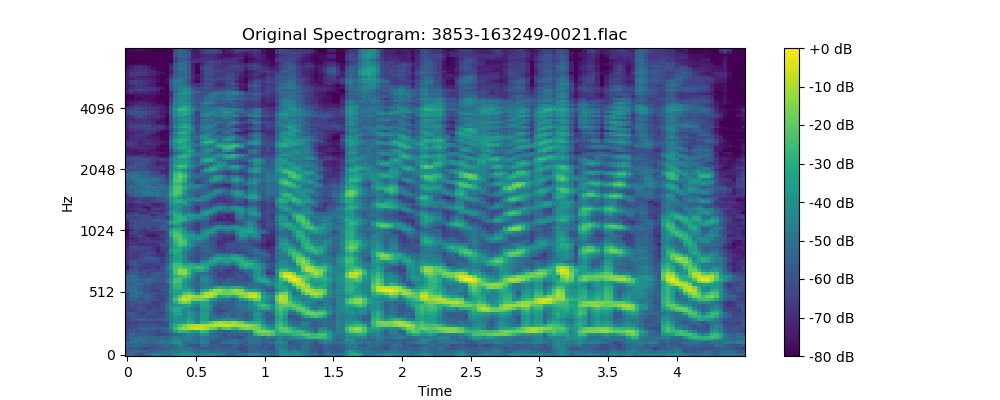 Original Spectrogram: 3853-163249-0021.flac
Hz
4096
2048
1024
512
0
0 0.5 1 1.5 2 2.5 3 3.5 4
Time
+0 dB
-10 dB
-20 dB
-30 dB
-40 dB
-50 dB
-60 dB
-70 dB
-80 dB